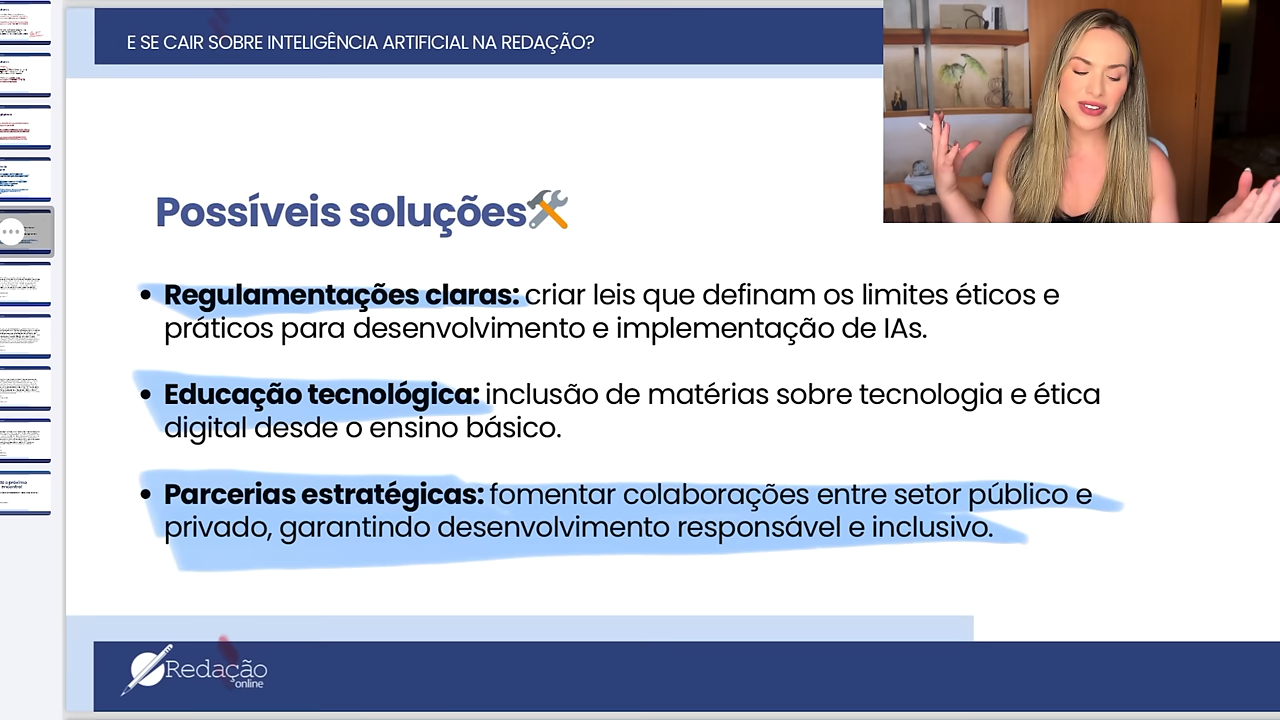 E SE CAIR SOBRE INTELIGÊNCIA ARTIFICIAL NA REDAÇÃO?
Possíveis soluções
• Regulamentações claras: criar leis que definam os limites éticos e
práticos para desenvolvimento e implementação de IAs.
• Educação tecnológica: inclusão de matérias sobre tecnologia e ética
digital desde o ensino básico.
• Parcerias estratégicas: fomentar colaborações entre setor público e
privado, garantindo desenvolvimento responsável e inclusivo.
Redação
online